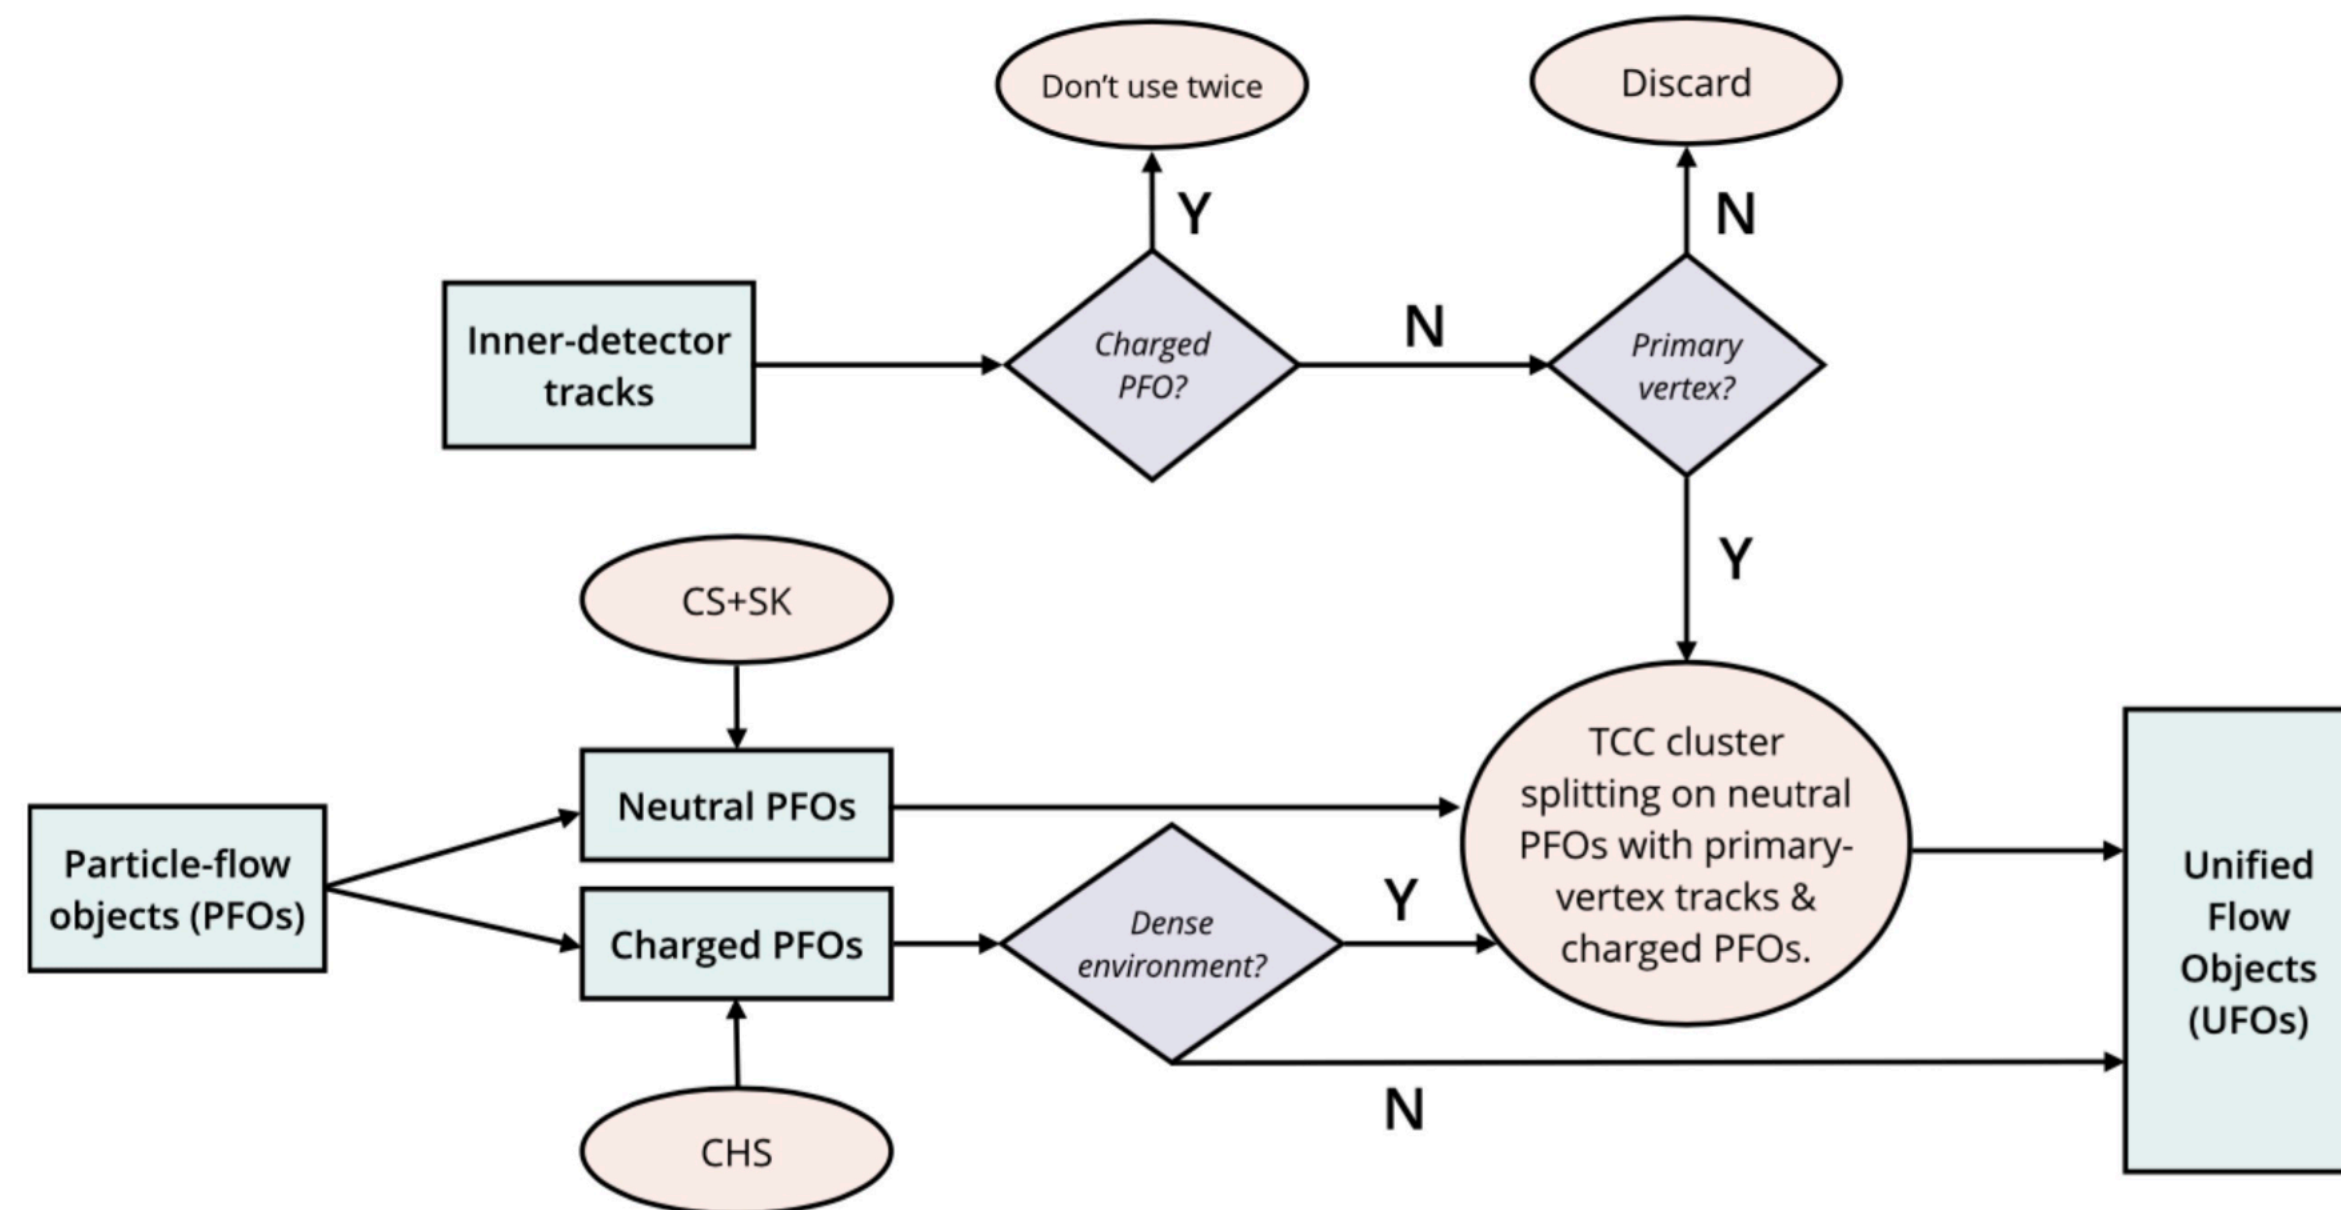 Don't use twice
Discard
Y
N
Inner-detector
tracks
Charged
PFO?
N
Primary
vertex?
Y
CS+SK
Neutral PFOs
Particle-flow
objects (PFOs)
Charged PFOs
Dense
environment?
Y
N
CHS
TCC cluster
splitting on neutral
PFOs with primary-
vertex tracks &
charged PFOs.
Unified
Flow
Objects
(UFOs)